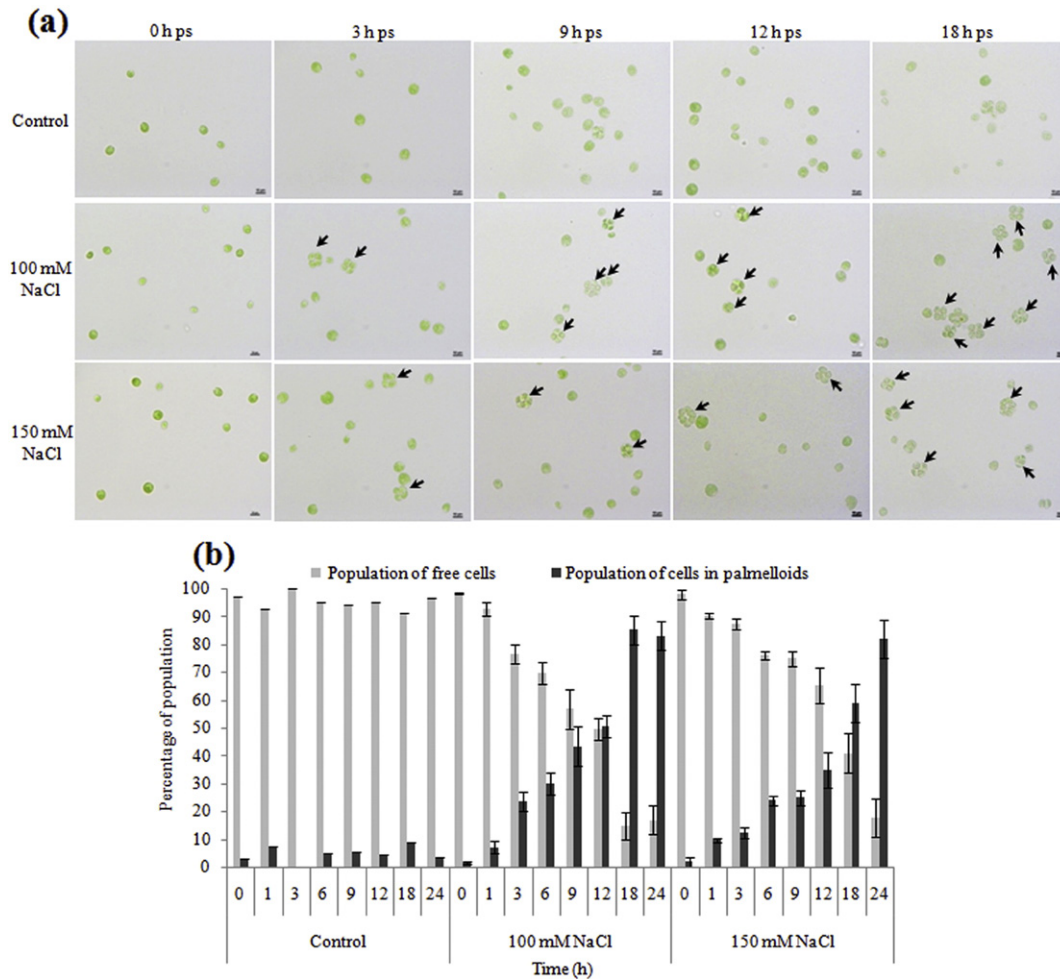 (a)
0 h ps 3 h ps 9 h ps 12 h ps 18 h ps
Control
100 mM
NaCl
150 mM
NaCl
(b)
Population of free cells Population of cells in palmelloids
Percentage of population
100
90
80
70
60
50
40
30
20
10
0
0 1 3 6 9 12 18 24 0 1 3 6 9 12 18 24 0 1 3 6 9 12 18 24
Control 100 mM NaCl 150 mM NaCl
Time (h)